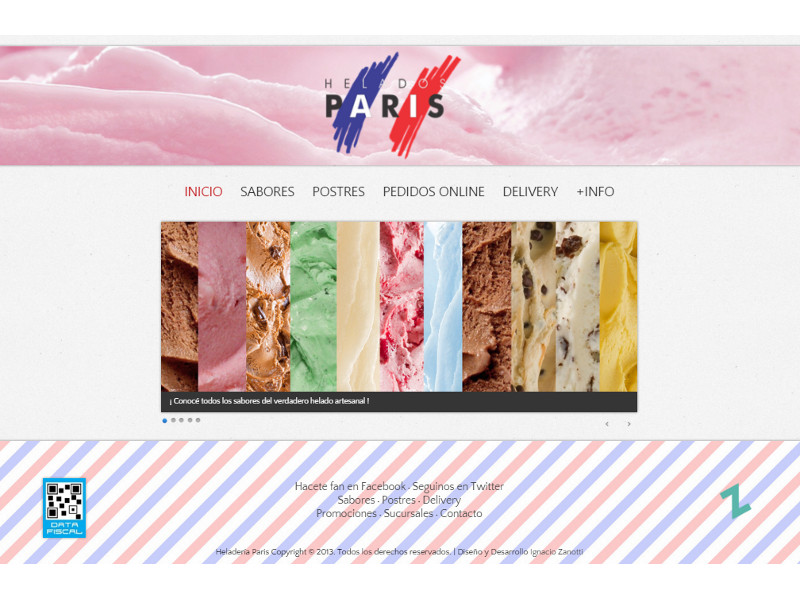 HELADOS
PARIS
INICIO SABORES POSTRES PEDIDOS ONLINE DELIVERY +INFO
¡ Conocé todos los sabores del verdadero helado artesanal !
Hacete fan en Facebook · Seguínos en Twitter
Sabores · Postres · Delivery
Promociones · Sucursales · Contacto
DATA
FISCAL
Heladería Paris Copyright © 2013. Todos los derechos reservados. | Diseño y Desarrollo Ignacio Zanotti